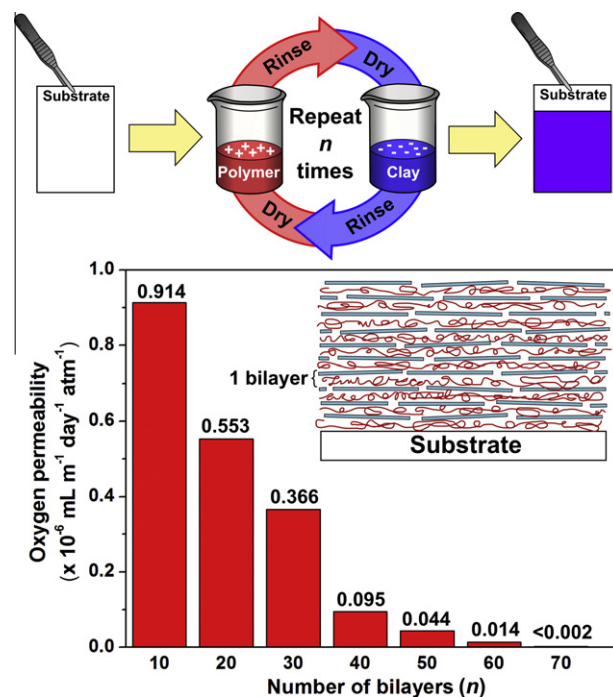 Substrate
Rinse
Dry
Repeat
n
times
+ + + + + +
Polymer
- - - - - -
Clay
Dry
Rinse
Substrate
Oxygen permeability
(x 10⁻⁶ mL m⁻¹ day⁻¹ atm⁻¹)
1.0
0.8
0.6
0.4
0.2
0.0
0.914
0.553
0.366
0.095
0.044
0.014
<0.002
1 bilayer{
Substrate
10 20 30 40 50 60 70
Number of bilayers (n)